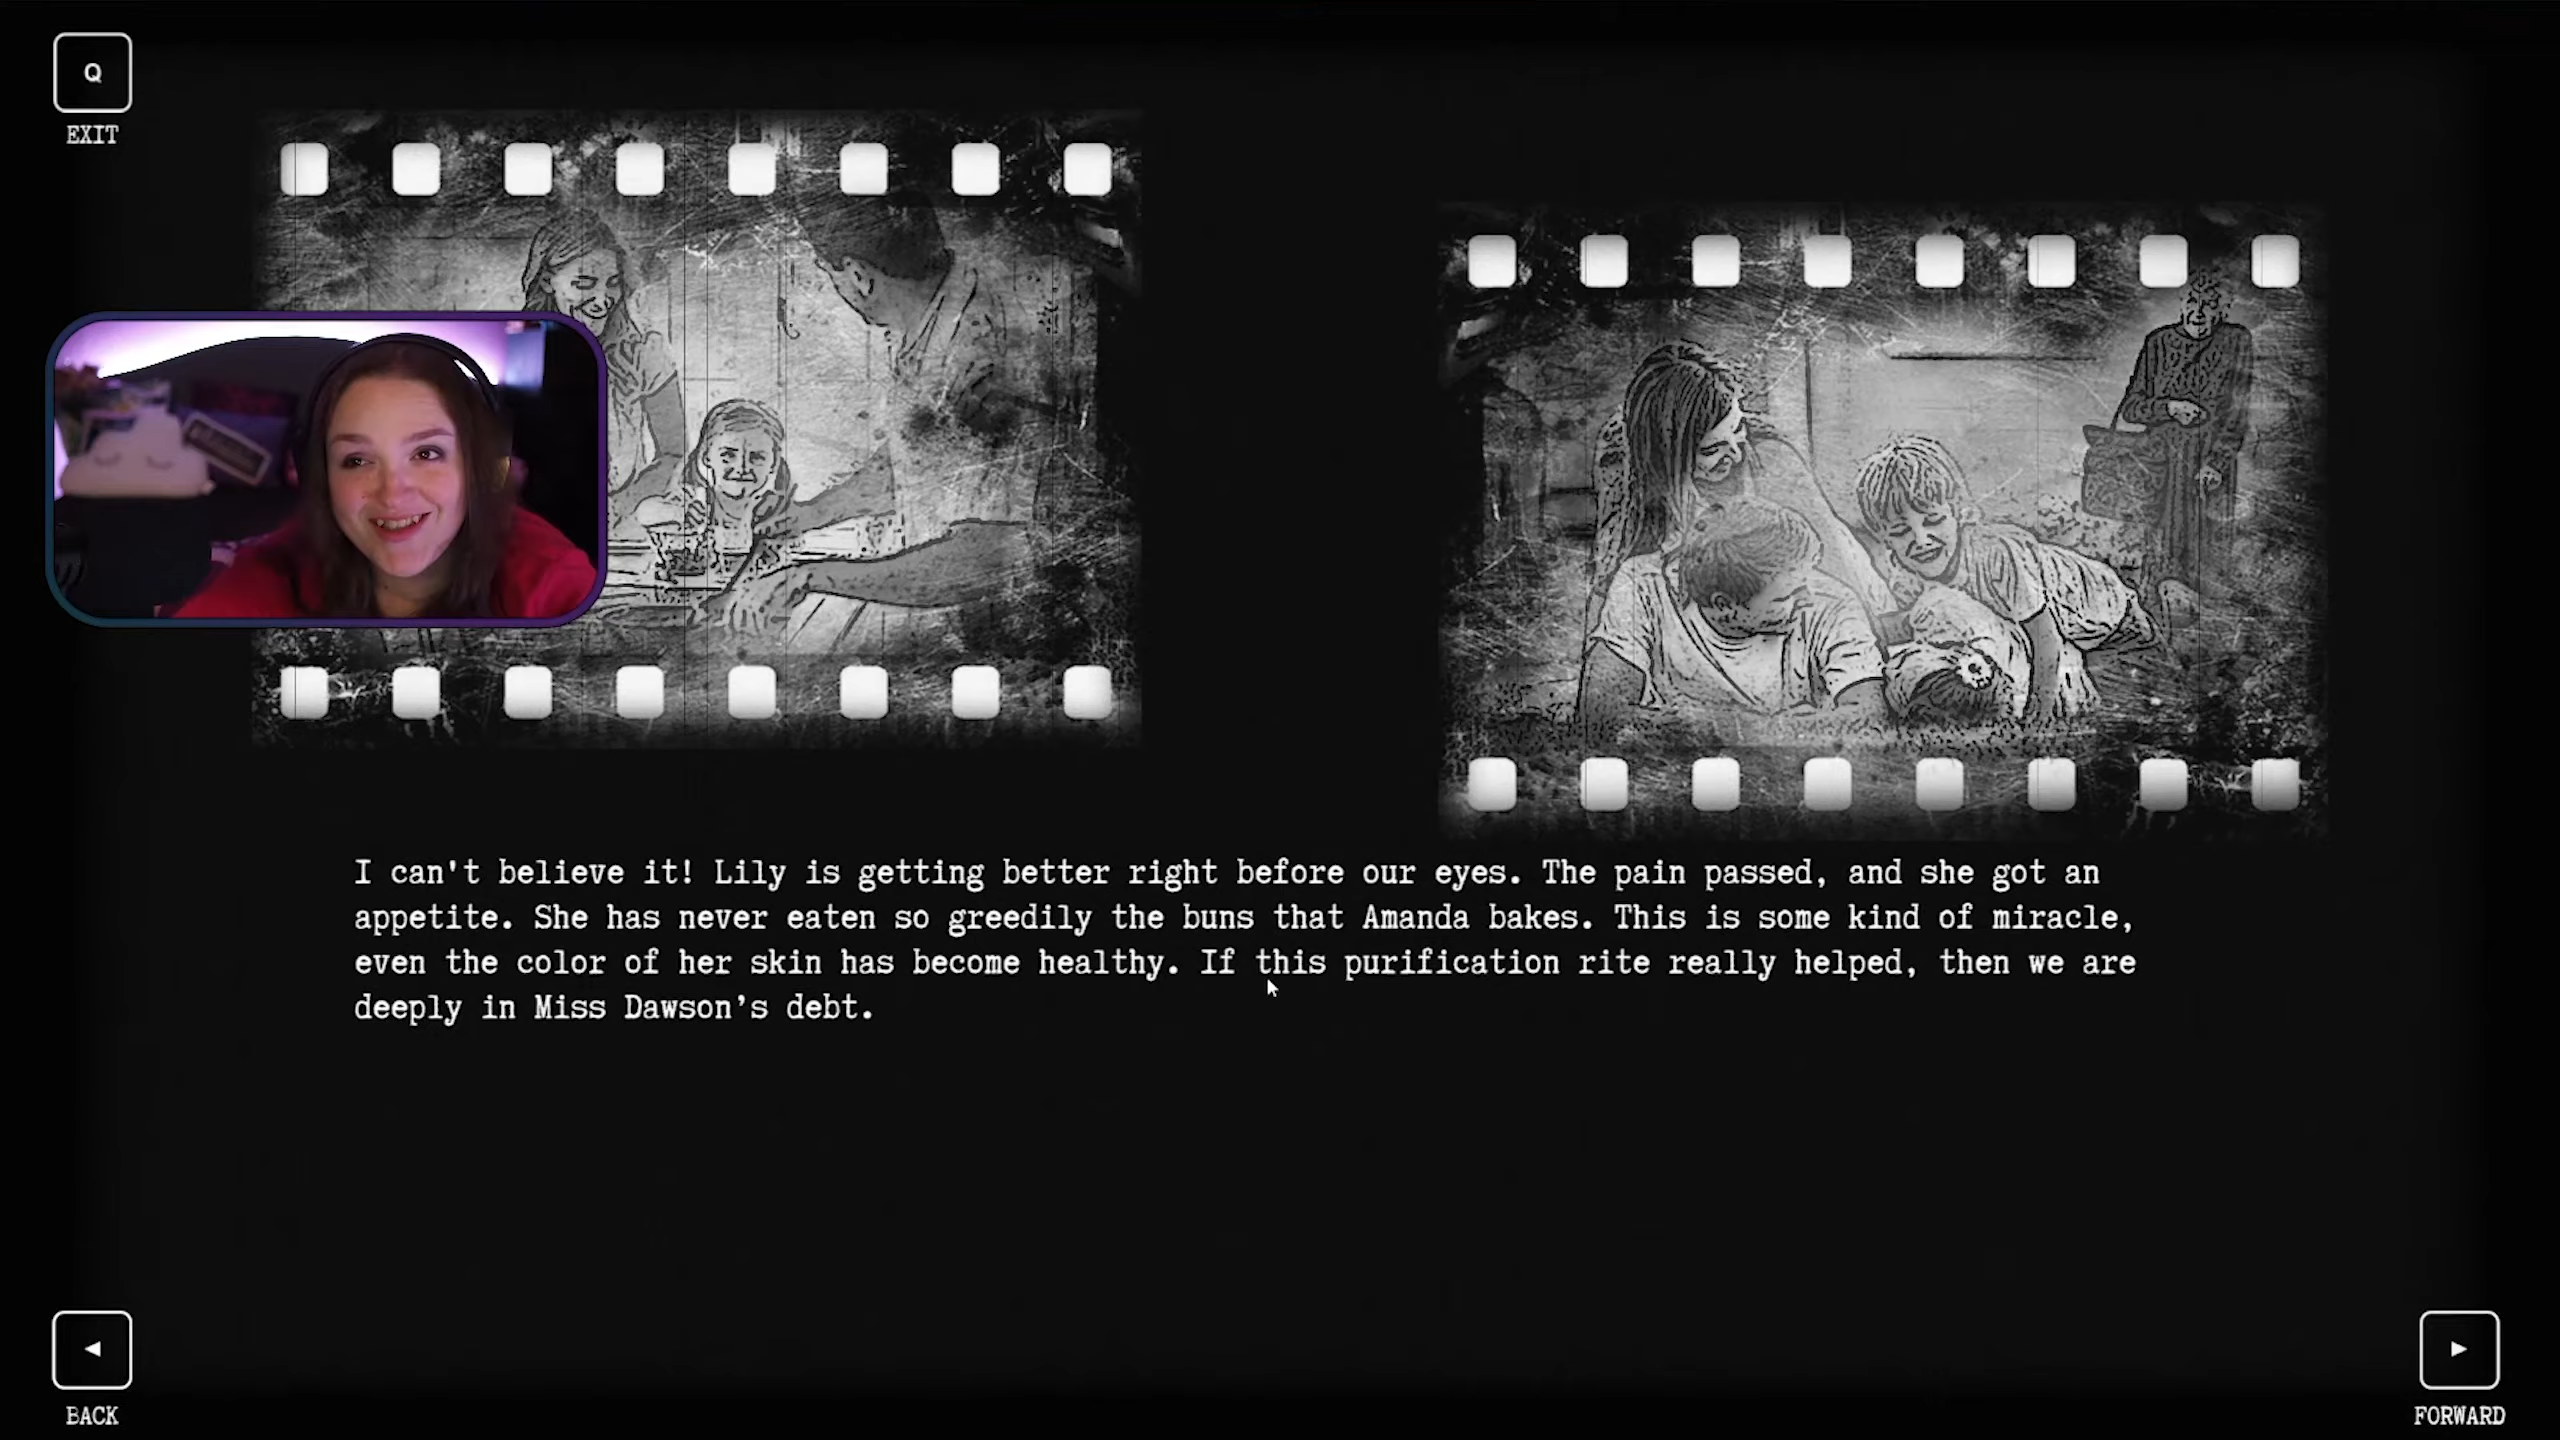 Q
EXIT
I can't believe it! Lily is getting better right before our eyes. The pain passed, and she got an
appetite. She has never eaten so greedily the buns that Amanda bakes. This is some kind of miracle,
even the color of her skin has become healthy. If this purification rite really helped, then we are
deeply in Miss Dawson’s debt.
BACK
FORWARD